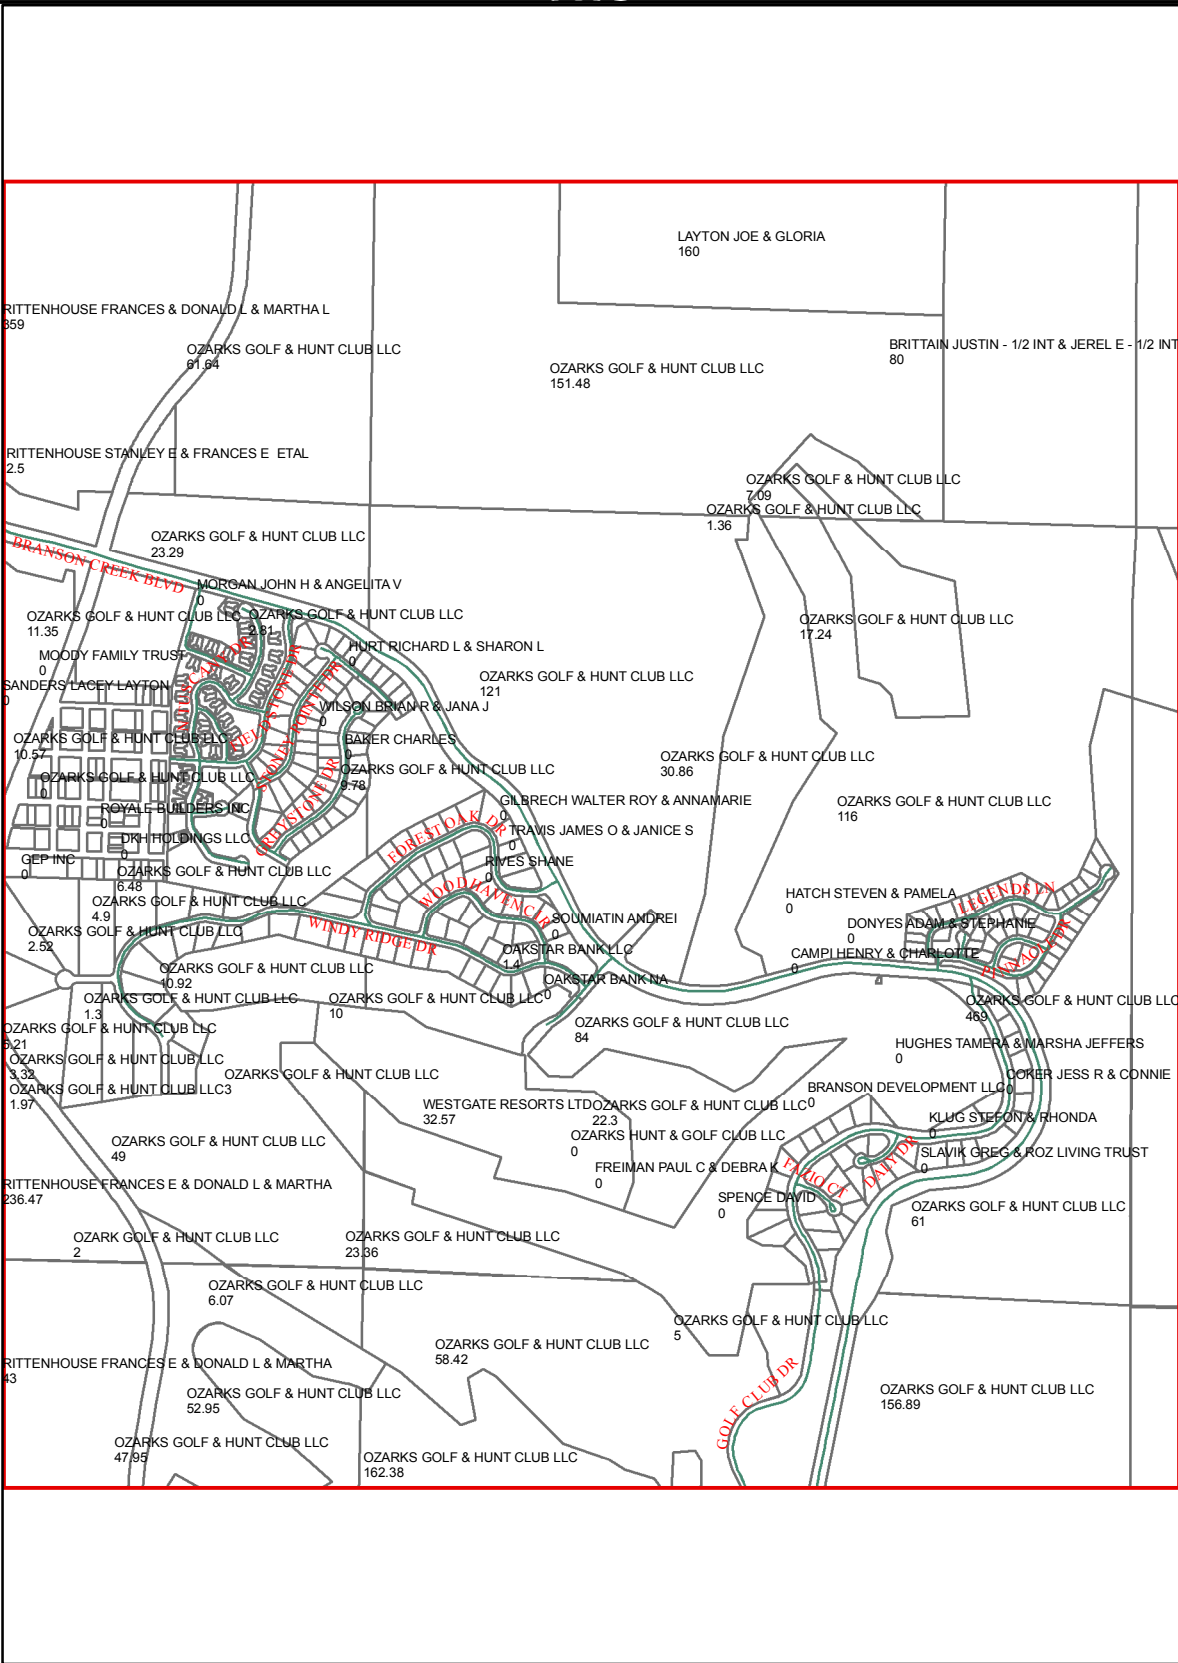 LAYTON JOE & GLORIA
160
RITTENHOUSE FRANCES & DONALD L & MARTHA L
359
OZARKS GOLF & HUNT CLUB LLC
61.64
BRITTAIN JUSTIN - 1/2 INT & JEREL E - 1/2 INT
80
OZARKS GOLF & HUNT CLUB LLC
151.48
RITTENHOUSE STANLEY E & FRANCES E ETAL
2.5
OZARKS GOLF & HUNT CLUB LLC
7.09
OZARKS GOLF & HUNT CLUB LLC
1.36
OZARKS GOLF & HUNT CLUB LLC
23.29
BRANSON CREEK BLVD
MORGAN JOHN H & ANGELITA V
0
OZARKS GOLF & HUNT CLUB LLC
11.35
OZARKS GOLF & HUNT CLUB LLC
2.81
OZARKS GOLF & HUNT CLUB LLC
17.24
HURT RICHARD L & SHARON L
0
MOODY FAMILY TRUST
0
OZARKS GOLF & HUNT CLUB LLC
121
SANDERS LACEY LAYTON
0
FIELDSTONE DR
STONEY POINTE DR
WILSON BRIAN R & JANA J
0
OZARKS GOLF & HUNT CLUB LLC
10.57
BAKER CHARLES
0
OZARKS GOLF & HUNT CLUB LLC
30.86
OZARKS GOLF & HUNT CLUB LLC
0
OZARKS GOLF & HUNT CLUB LLC
9.78
GREYSTONE DR
GILBRECH WALTER ROY & ANNAMARIE
0
OZARKS GOLF & HUNT CLUB LLC
116
ROYALE BUILDERS INC
0
FOREST OAK DR
TRAVIS JAMES O & JANICE S
0
DKH HOLDINGS LLC
0
GEP INC
0
RIVES SHANE
0
OZARKS GOLF & HUNT CLUB LLC
6.48
WOODHAVEN CIR
LEGENDS LN
HATCH STEVEN & PAMELA
0
OZARKS GOLF & HUNT CLUB LLC
4.9
WINDY RIDGE DR
SOUMIATIN ANDREI
0
DONYES ADAM & STEPHANIE
0
OZARKS GOLF & HUNT CLUB LLC
2.52
OAKSTAR BANK LLC
1.4
CAMPI HENRY & CHARLOTTE
0
PINNACLE DR
OZARKS GOLF & HUNT CLUB LLC
10.92
OAKSTAR BANK NA
0
OZARKS GOLF & HUNT CLUB LLC
1.3
OZARKS GOLF & HUNT CLUB LLC
10
OZARKS GOLF & HUNT CLUB LLC
469
OZARKS GOLF & HUNT CLUB LLC
5.21
OZARKS GOLF & HUNT CLUB LLC
84
HUGHES TAMERA & MARSHA JEFFERS
0
OZARKS GOLF & HUNT CLUB LLC
3.32
OZARKS GOLF & HUNT CLUB LLC
3
COKER JESS R & CONNIE
0
OZARKS GOLF & HUNT CLUB LLC
1.97
BRANSON DEVELOPMENT LLC
0
WESTGATE RESORTS LTD
32.57
OZARKS GOLF & HUNT CLUB LLC
22.3
KLUG STEFON & RHONDA
0
OZARKS GOLF & HUNT CLUB LLC
49
OZARKS HUNT & GOLF CLUB LLC
0
SLAVIK GREG & ROZ LIVING TRUST
0
FREIMAN PAUL C & DEBRA K
0
FAZIO CT
DALY DR
RITTENHOUSE FRANCES E & DONALD L & MARTHA
236.47
SPENCE DAVID
0
OZARKS GOLF & HUNT CLUB LLC
61
OZARK GOLF & HUNT CLUB LLC
2
OZARKS GOLF & HUNT CLUB LLC
23.36
OZARKS GOLF & HUNT CLUB LLC
6.07
OZARKS GOLF & HUNT CLUB LLC
5
OZARKS GOLF & HUNT CLUB LLC
58.42
RITTENHOUSE FRANCES E & DONALD L & MARTHA
43
OZARKS GOLF & HUNT CLUB LLC
52.95
GOLF CLUB DR
OZARKS GOLF & HUNT CLUB LLC
156.89
OZARKS GOLF & HUNT CLUB LLC
47.95
OZARKS GOLF & HUNT CLUB LLC
162.38